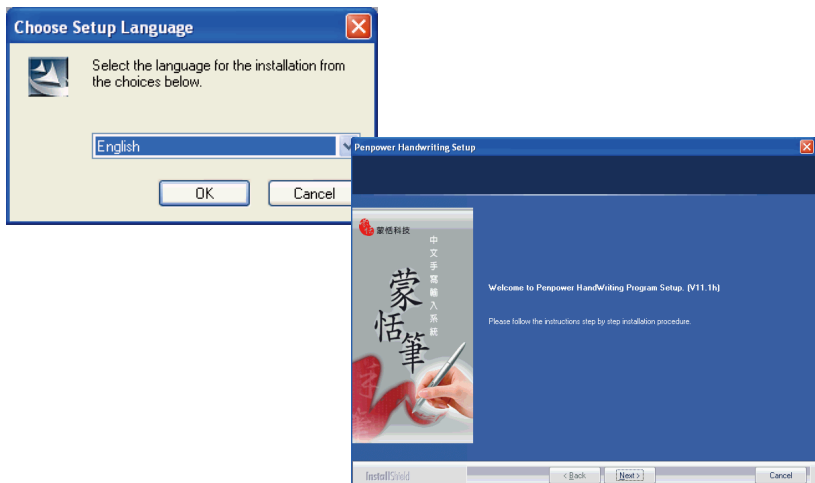 Choose Setup Language
Select the language for the installation from
the choices below.
English
OK
Cancel
Penpower Handwriting Setup
蒙恬科技
中文手寫輸入系統
蒙恬筆
Welcome to Penpower HandWriting Program Setup. (V11.1h)
Please follow the instructions step by step installation procedure.
InstallShield
< Back
Next >
Cancel